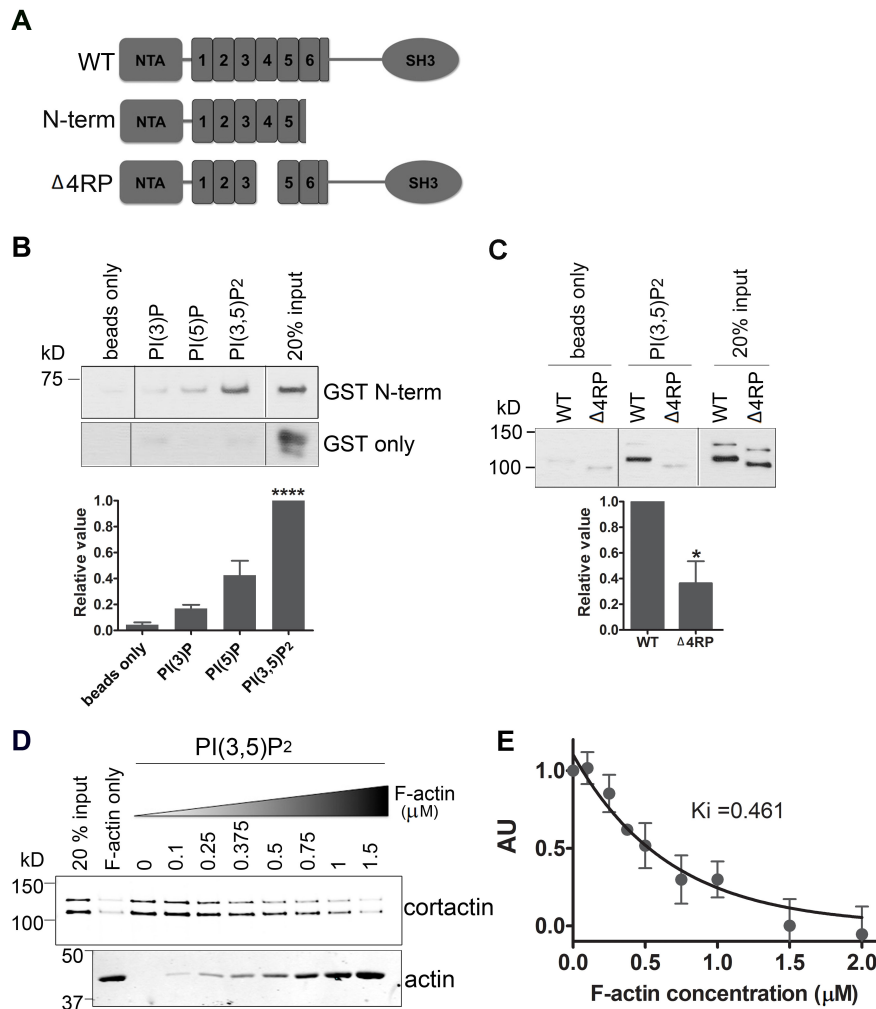 A
WT NTA 1 2 3 4 5 6 SH3
N-term NTA 1 2 3 4 5
Δ4RP NTA 1 2 3 5 6 SH3
B
beads only PI(3)P PI(5)P PI(3,5)P2 20% input
kD
75
GST N-term
GST only
Relative value
1.0
0.8
0.6
0.4
0.2
0.0
****
beads only PI(3)P PI(5)P PI(3,5)P2
C
beads only PI(3,5)P2 20% input
WT Δ4RP WT Δ4RP WT Δ4RP
kD
150
100
Relative value
1.0
0.8
0.6
0.4
0.2
0.0
*
WT Δ4RP
D
PI(3,5)P2
20 % input F-actin only
F-actin
(μM)
0 0.1 0.25 0.375 0.5 0.75 1 1.5
kD
150
100
cortactin
50
37
actin
E
AU
1.0
0.5
0.0
Ki =0.461
0.0 0.5 1.0 1.5 2.0
F-actin concentration (μM)